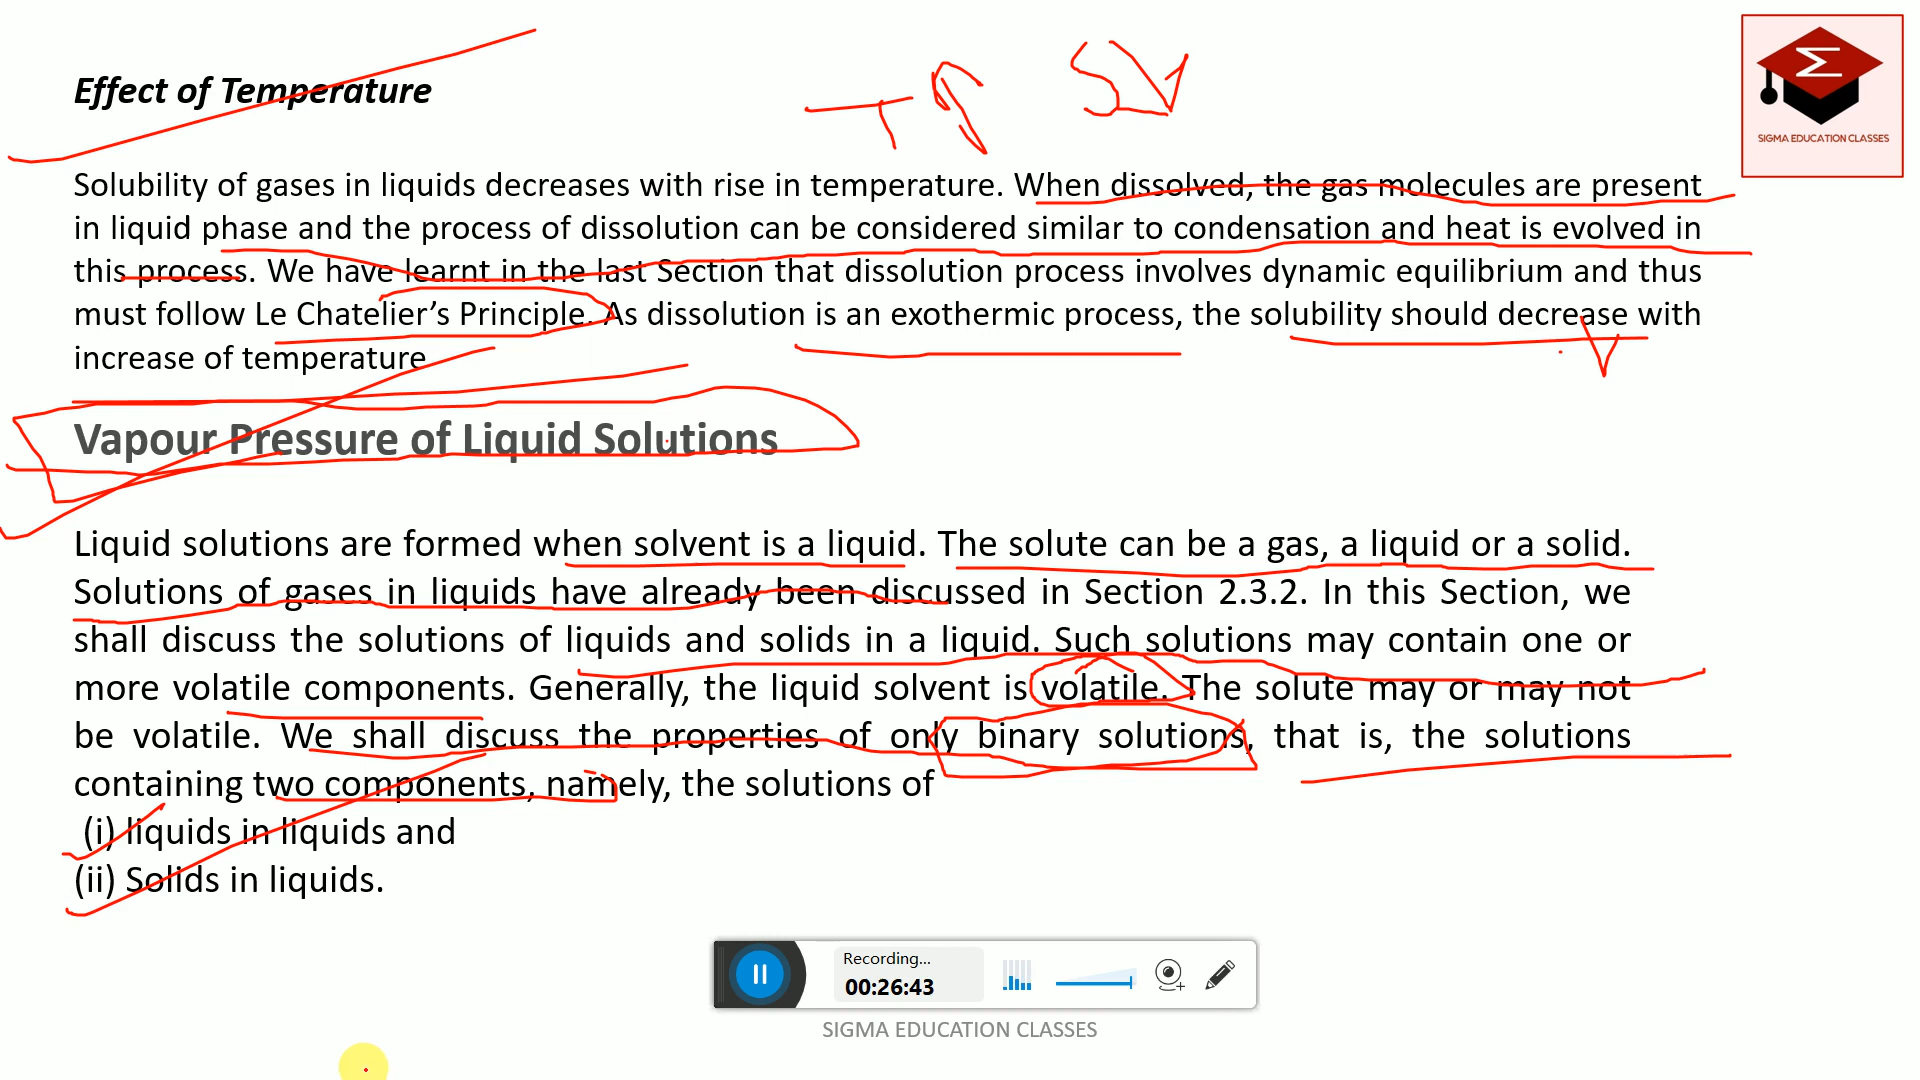 Effect of Temperature
T S
Σ
SIGMA EDUCATION CLASSES
Solubility of gases in liquids decreases with rise in temperature. When dissolved, the gas molecules are present
in liquid phase and the process of dissolution can be considered similar to condensation and heat is evolved in
this process. We have learnt in the last Section that dissolution process involves dynamic equilibrium and thus
must follow Le Chatelier’s Principle. As dissolution is an exothermic process, the solubility should decrease with
increase of temperature
Vapour Pressure of Liquid Solutions
Liquid solutions are formed when solvent is a liquid. The solute can be a gas, a liquid or a solid.
Solutions of gases in liquids have already been discussed in Section 2.3.2. In this Section, we
shall discuss the solutions of liquids and solids in a liquid. Such solutions may contain one or
more volatile components. Generally, the liquid solvent is volatile. The solute may or may not
be volatile. We shall discuss the properties of only binary solutions, that is, the solutions
containing two components, namely, the solutions of
(i) liquids in liquids and
(ii) Solids in liquids.
Recording...
00:26:43
SIGMA EDUCATION CLASSES